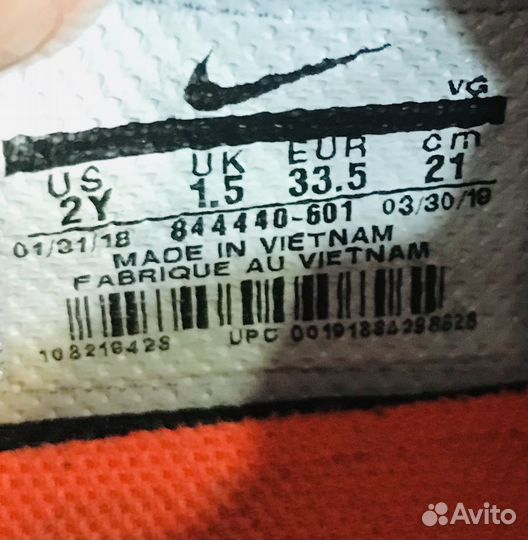 VG
US UK EUR cm
2Y 1.5 33.5 21
01/31/18 844440-601 03/30/18
MADE IN VIETNAM
FABRIQUE AU VIETNAM
108216428 UPC 00191884298628
Avito